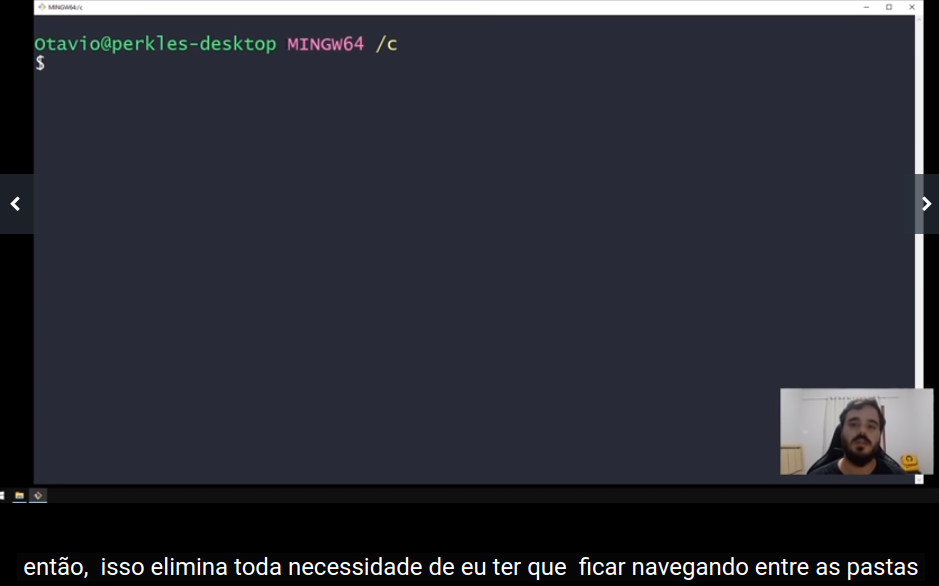 MINGW64:/c
Otavio@perkles-desktop MINGW64 /c
$
então, isso elimina toda necessidade de eu ter que ficar navegando entre as pastas